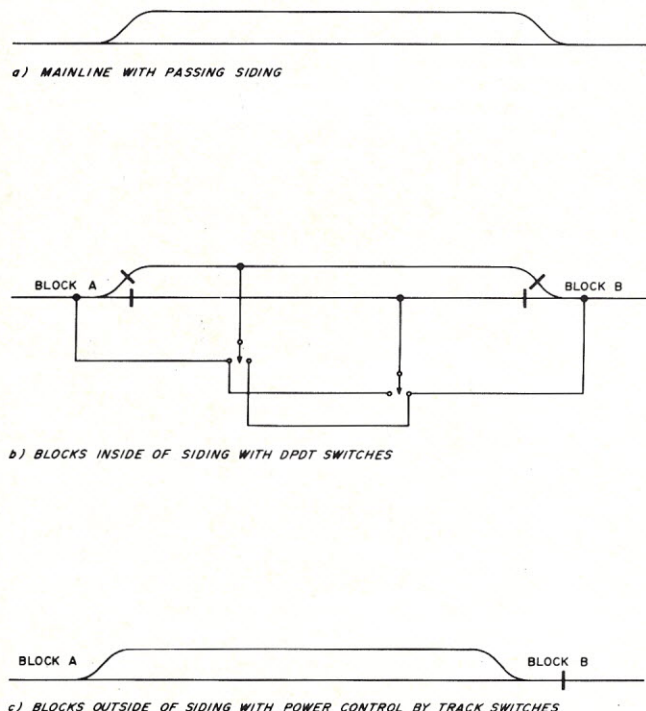 a) MAINLINE WITH PASSING SIDING
BLOCK A
BLOCK B
b) BLOCKS INSIDE OF SIDING WITH DPDT SWITCHES
BLOCK A
BLOCK B
c) BLOCKS OUTSIDE OF SIDING WITH POWER CONTROL BY TRACK SWITCHES